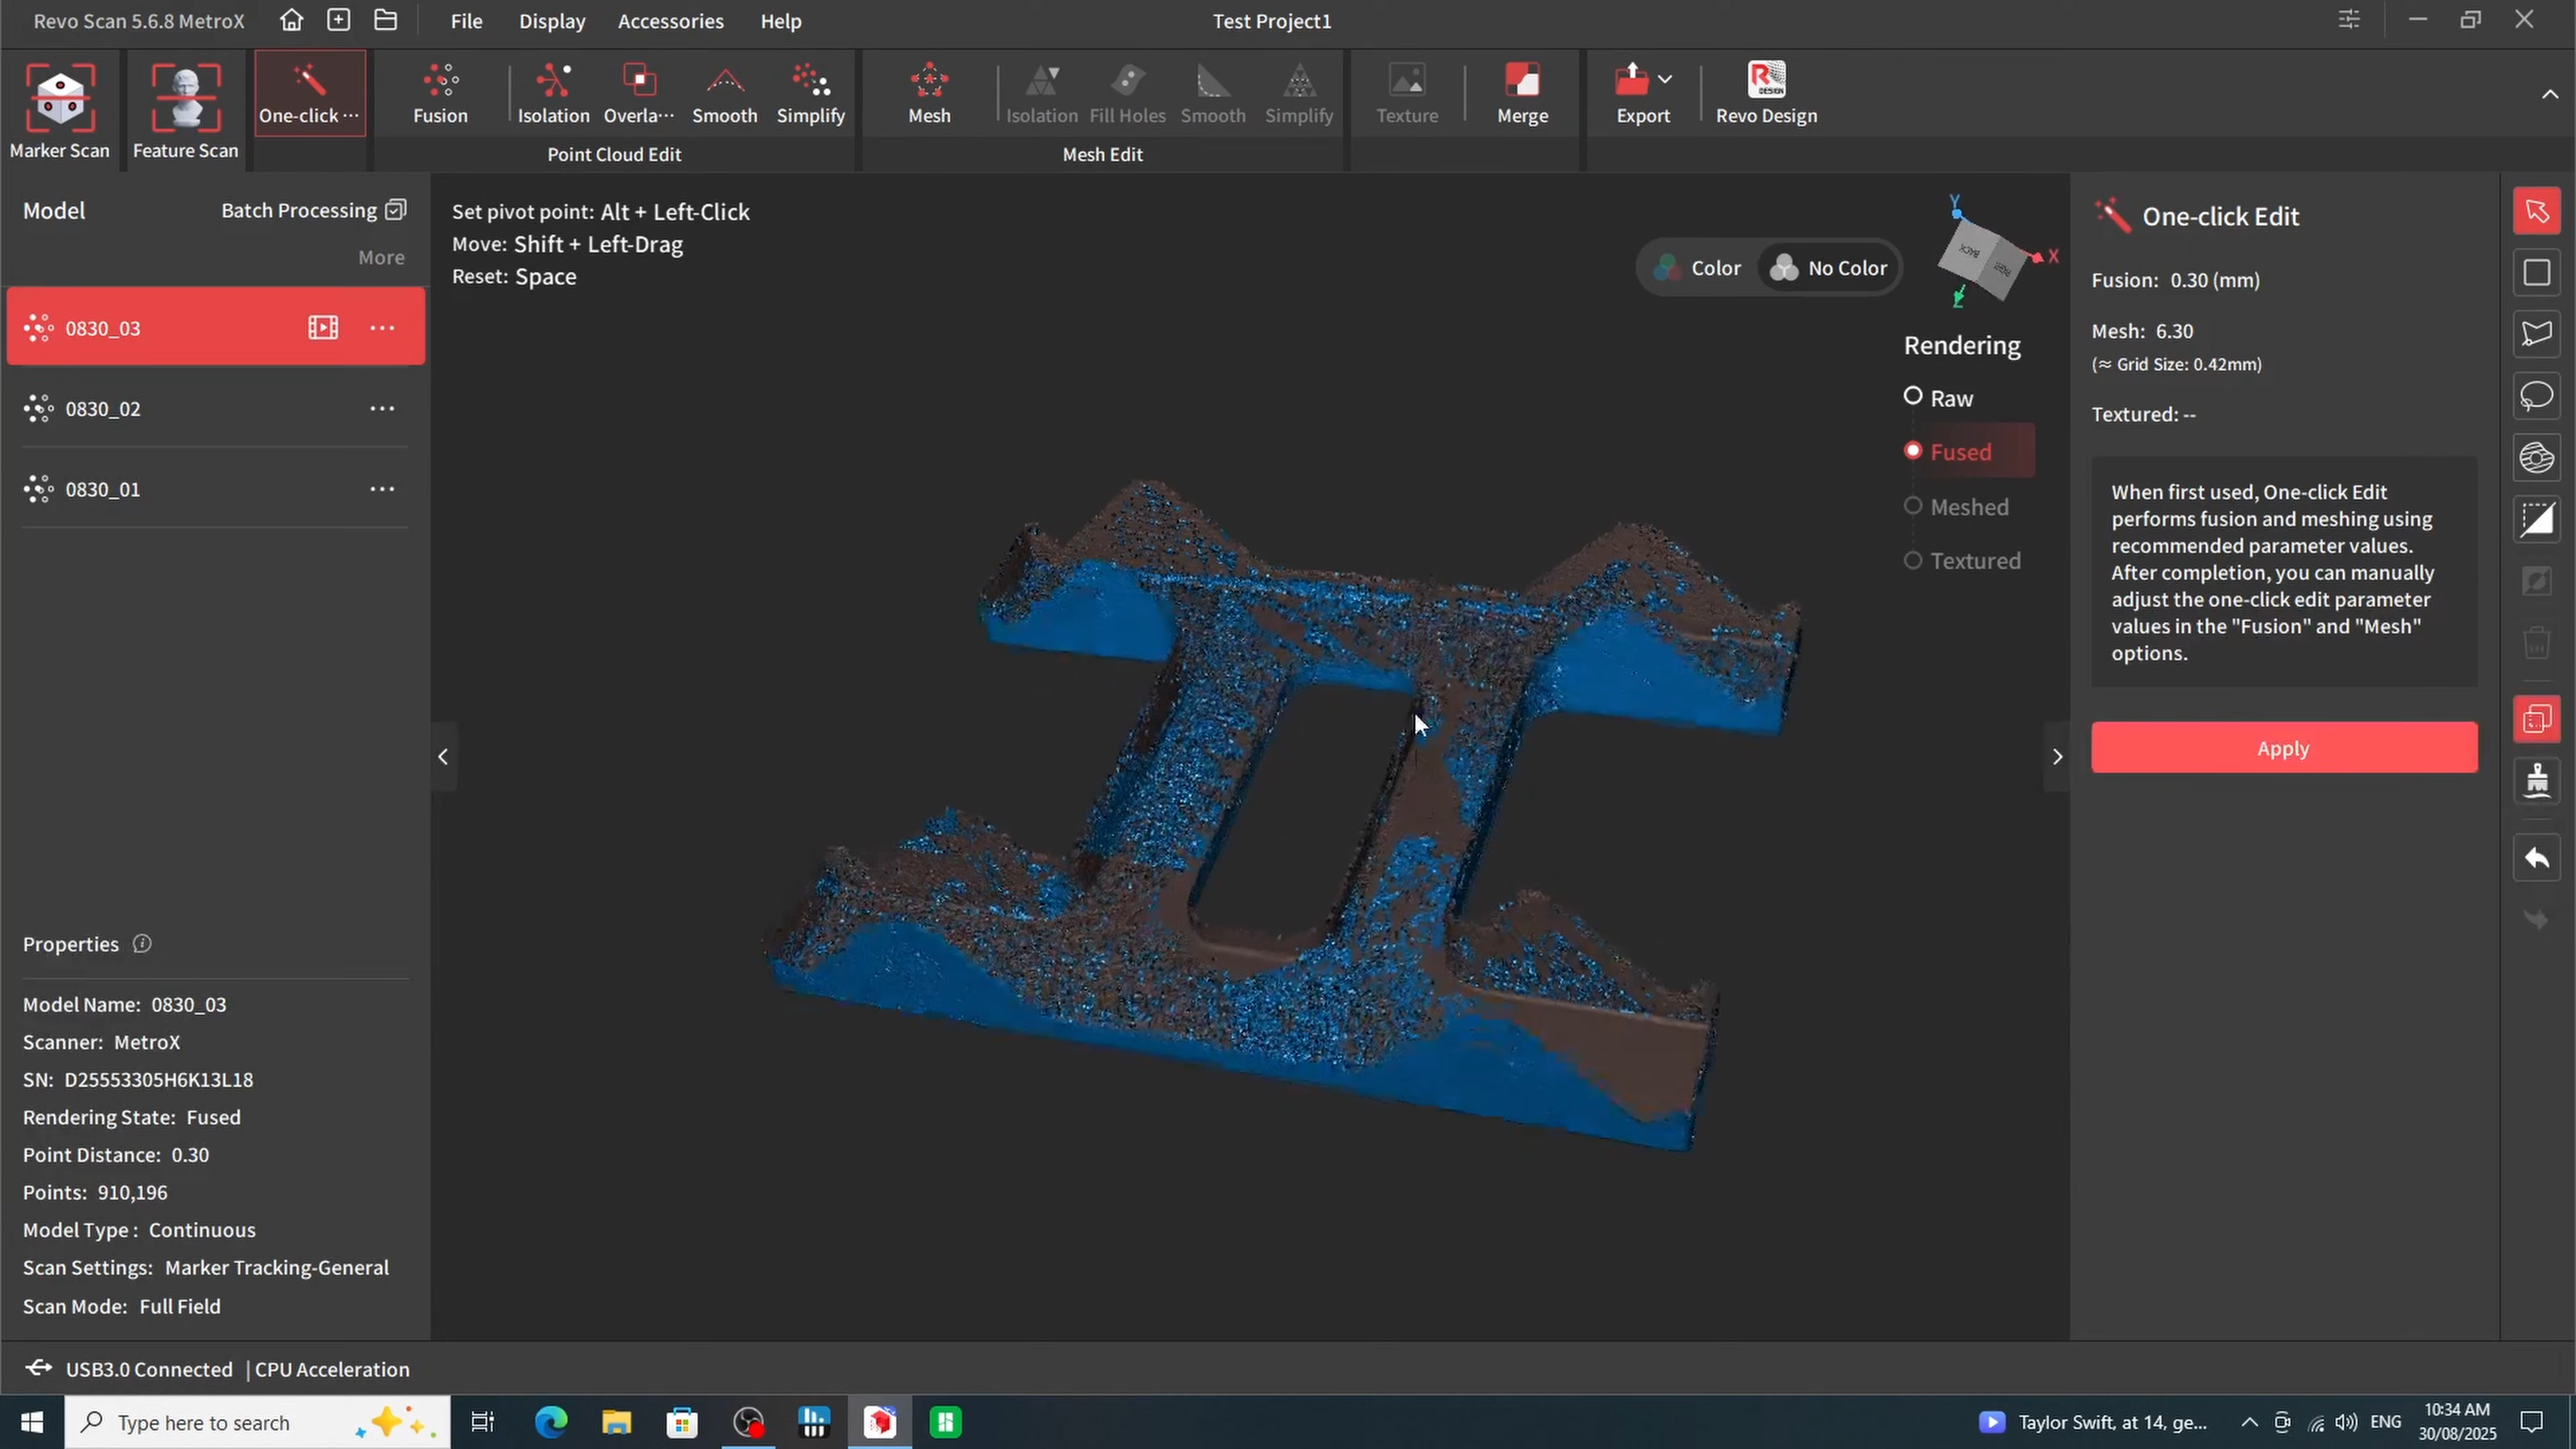 Revo Scan 5.6.8 MetroX
File
Display
Accessories
Help
Test Project1
Marker Scan
Feature Scan
One-click ···
Fusion
Isolation
Overla···
Smooth
Simplify
Point Cloud Edit
Mesh
Isolation
Fill Holes
Smooth
Simplify
Mesh Edit
Texture
Merge
Export
DESIGN
Revo Design
Model
Batch Processing
More
0830_03
0830_02
0830_01
Properties
Model Name: 0830_03
Scanner: MetroX
SN: D25553305H6K13L18
Rendering State: Fused
Point Distance: 0.30
Points: 910,196
Model Type : Continuous
Scan Settings: Marker Tracking-General
Scan Mode: Full Field
Set pivot point: Alt + Left-Click
Move: Shift + Left-Drag
Reset: Space
Color
No Color
Y
X
Z
BACK
RIGHT
Rendering
Raw
Fused
Meshed
Textured
One-click Edit
Fusion: 0.30 (mm)
Mesh: 6.30
(≈ Grid Size: 0.42mm)
Textured: --
When first used, One-click Edit
performs fusion and meshing using
recommended parameter values.
After completion, you can manually
adjust the one-click edit parameter
values in the "Fusion" and "Mesh"
options.
Apply
USB3.0 Connected | CPU Acceleration
Type here to search
Taylor Swift, at 14, ge...
ENG
10:34 AM
30/08/2025